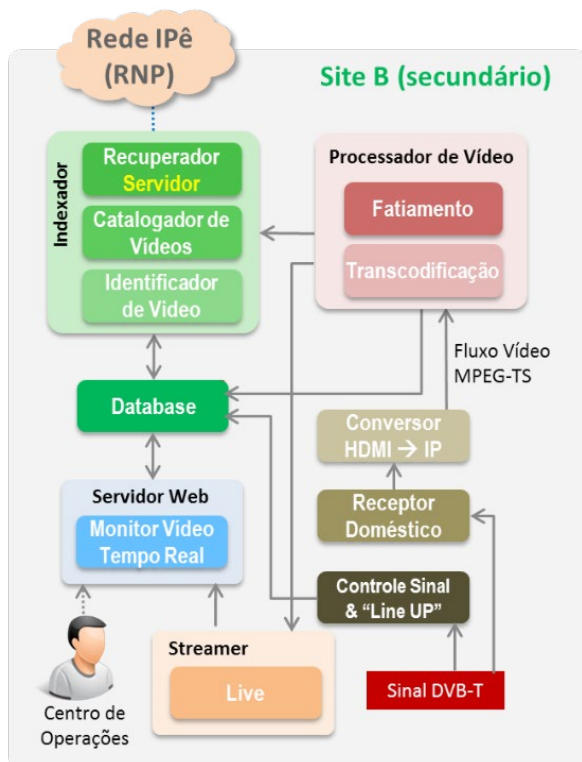 Rede IPê
(RNP)
Site B (secundário)
Indexador
Recuperador
Servidor
Catalogador de
Vídeos
Identificador
de Video
Processador de Vídeo
Fatiamento
Transcodificação
Fluxo Vídeo
MPEG-TS
Database
Conversor
HDMI → IP
Receptor
Doméstico
Servidor Web
Monitor Vídeo
Tempo Real
Controle Sinal
& “Line UP”
Streamer
Live
Sinal DVB-T
Centro de
Operações